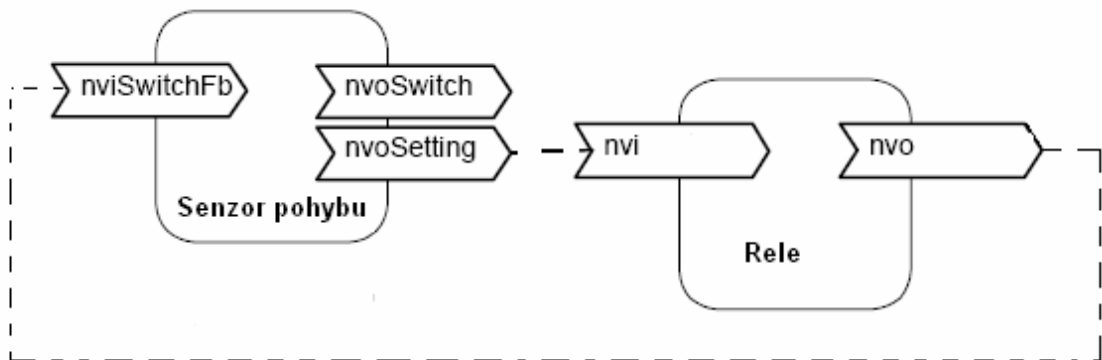 nviSwitchFb
nvoSwitch
nvoSetting
Senzor pohybu
nvi
nvo
Rele